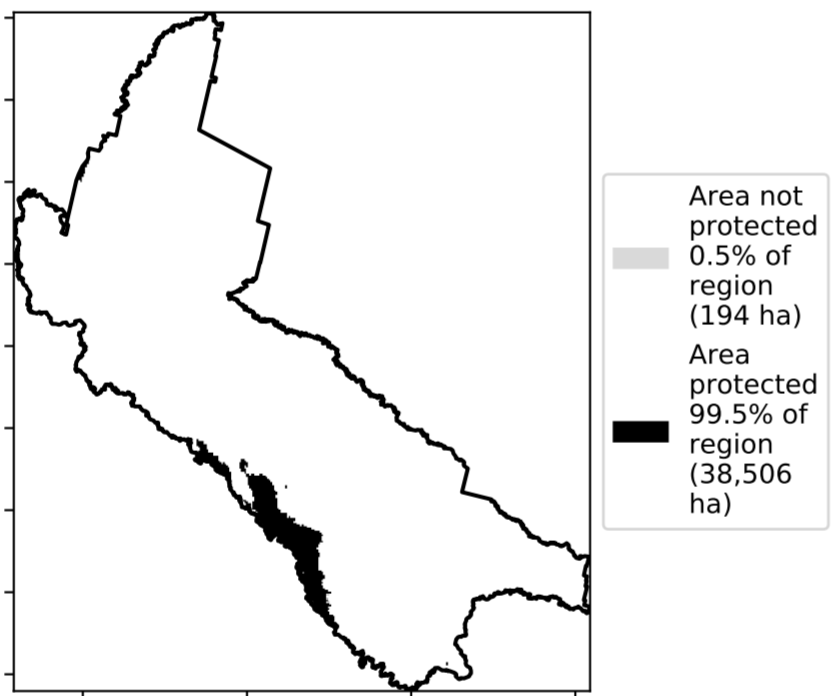 Area not
protected
0.5% of
region
(194 ha)
Area
protected
99.5% of
region
(38,506
ha)